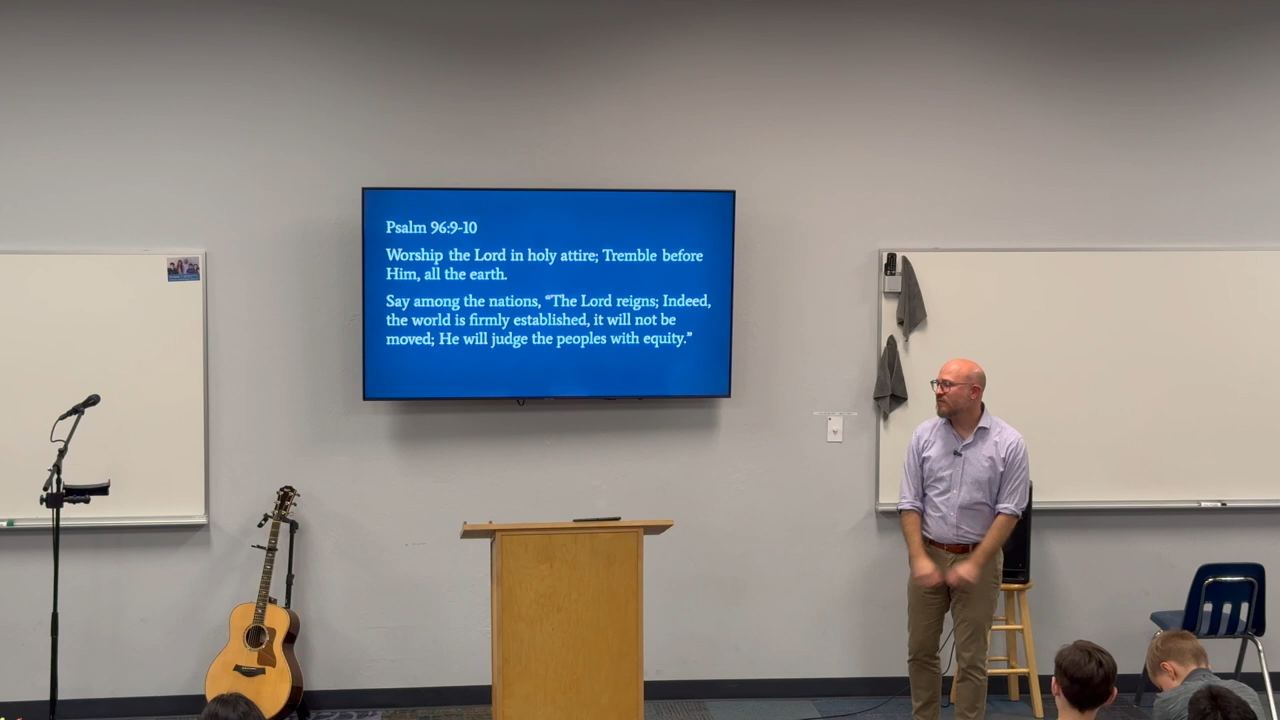 Psalm 96:9-10
Worship the Lord in holy attire; Tremble before
Him, all the earth.
Say among the nations, “The Lord reigns; Indeed,
the world is firmly established, it will not be
moved; He will judge the peoples with equity.”